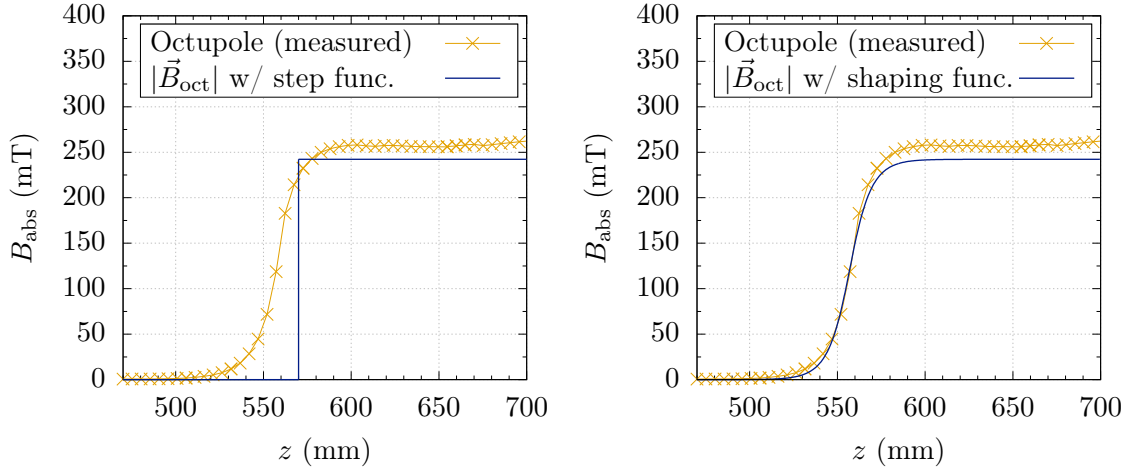 400
350
300
250
200
150
100
50
0
B_abs (mT)
Octupole (measured)
|B⃗_oct| w/ step func.
500 550 600 650 700
z (mm)
400
350
300
250
200
150
100
50
0
B_abs (mT)
Octupole (measured)
|B⃗_oct| w/ shaping func.
500 550 600 650 700
z (mm)